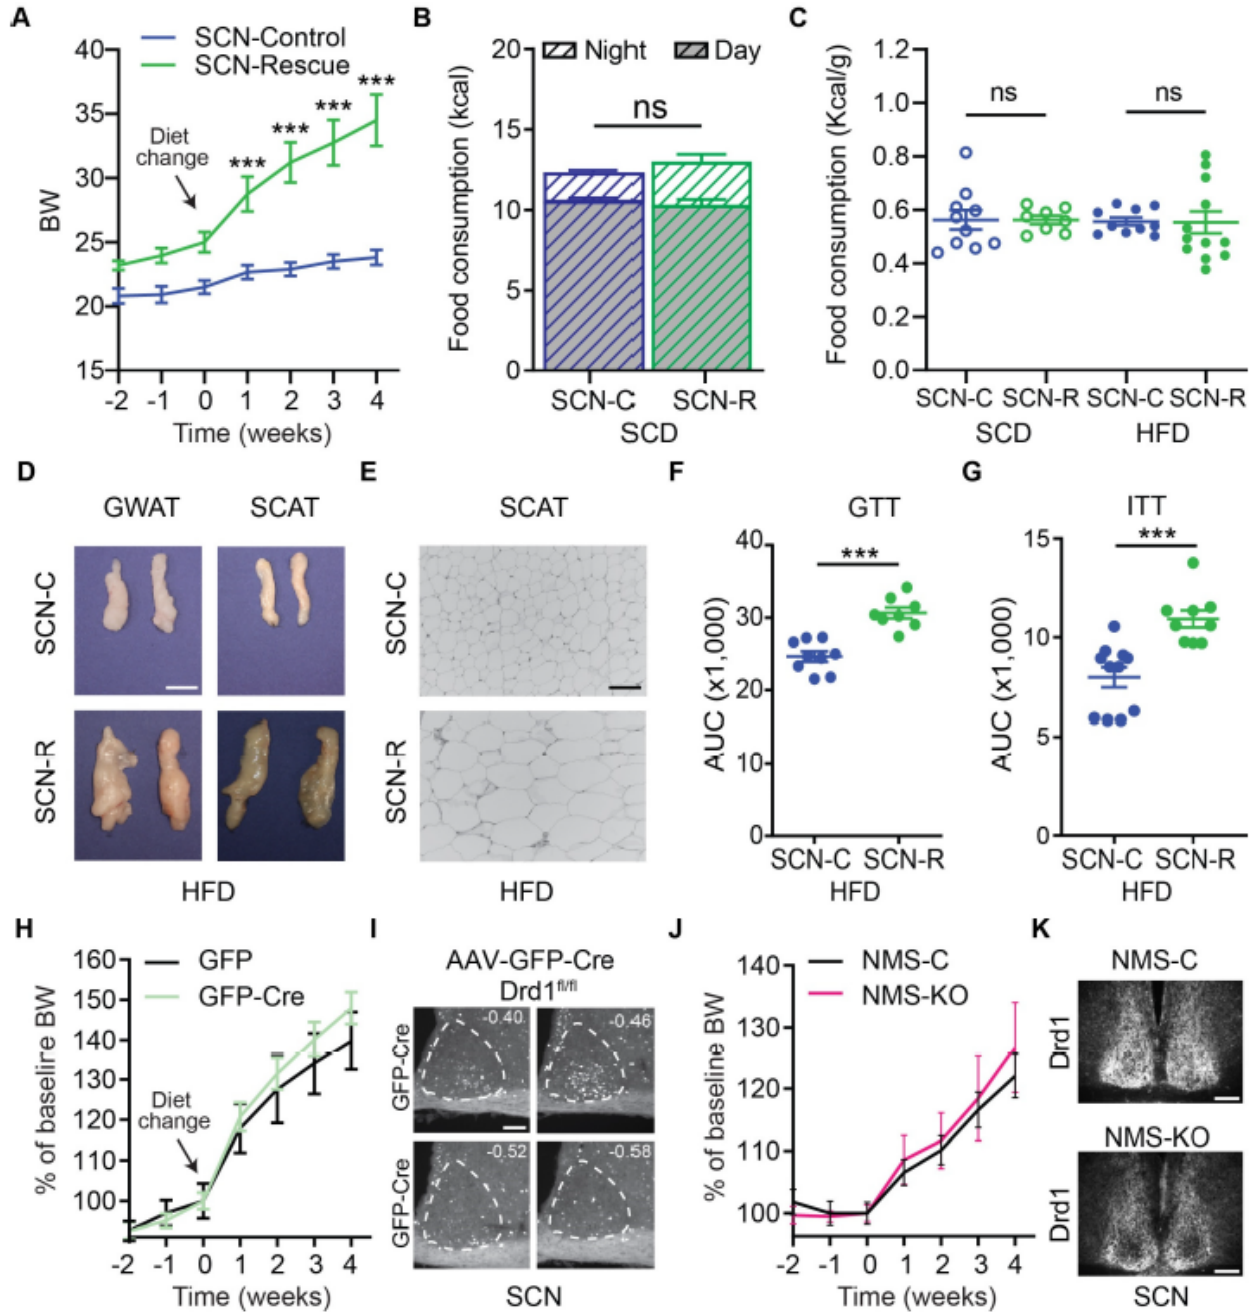 A
SCN-Control
SCN-Rescue
***
***
***
***
Diet
change
BW
40
35
30
25
20
15
-2 -1 0 1 2 3 4
Time (weeks)
B
Night Day
ns
Food consumption (kcal)
20
15
10
5
0
SCN-C SCN-R
SCD
C
ns ns
Food consumption (Kcal/g)
1.2
1.0
0.8
0.6
0.4
0.2
0.0
SCN-C SCN-R SCN-C SCN-R
SCD HFD
D
GWAT SCAT
SCN-C
SCN-R
HFD
E
SCAT
SCN-C
SCN-R
HFD
F
GTT
***
AUC (x1,000)
40
30
20
10
0
SCN-C SCN-R
HFD
G
ITT
***
AUC (x1,000)
15
10
5
0
SCN-C SCN-R
HFD
H
GFP
GFP-Cre
Diet
change
% of baseline BW
160
150
140
130
120
110
100
-2 -1 0 1 2 3 4
Time (weeks)
I
AAV-GFP-Cre
Drd1fl/fl
GFP-Cre
-0.40 -0.46
GFP-Cre
-0.52 -0.58
SCN
J
NMS-C
NMS-KO
% of baseline BW
140
130
120
110
100
-2 -1 0 1 2 3 4
Time (weeks)
K
NMS-C
Drd1
NMS-KO
Drd1
SCN